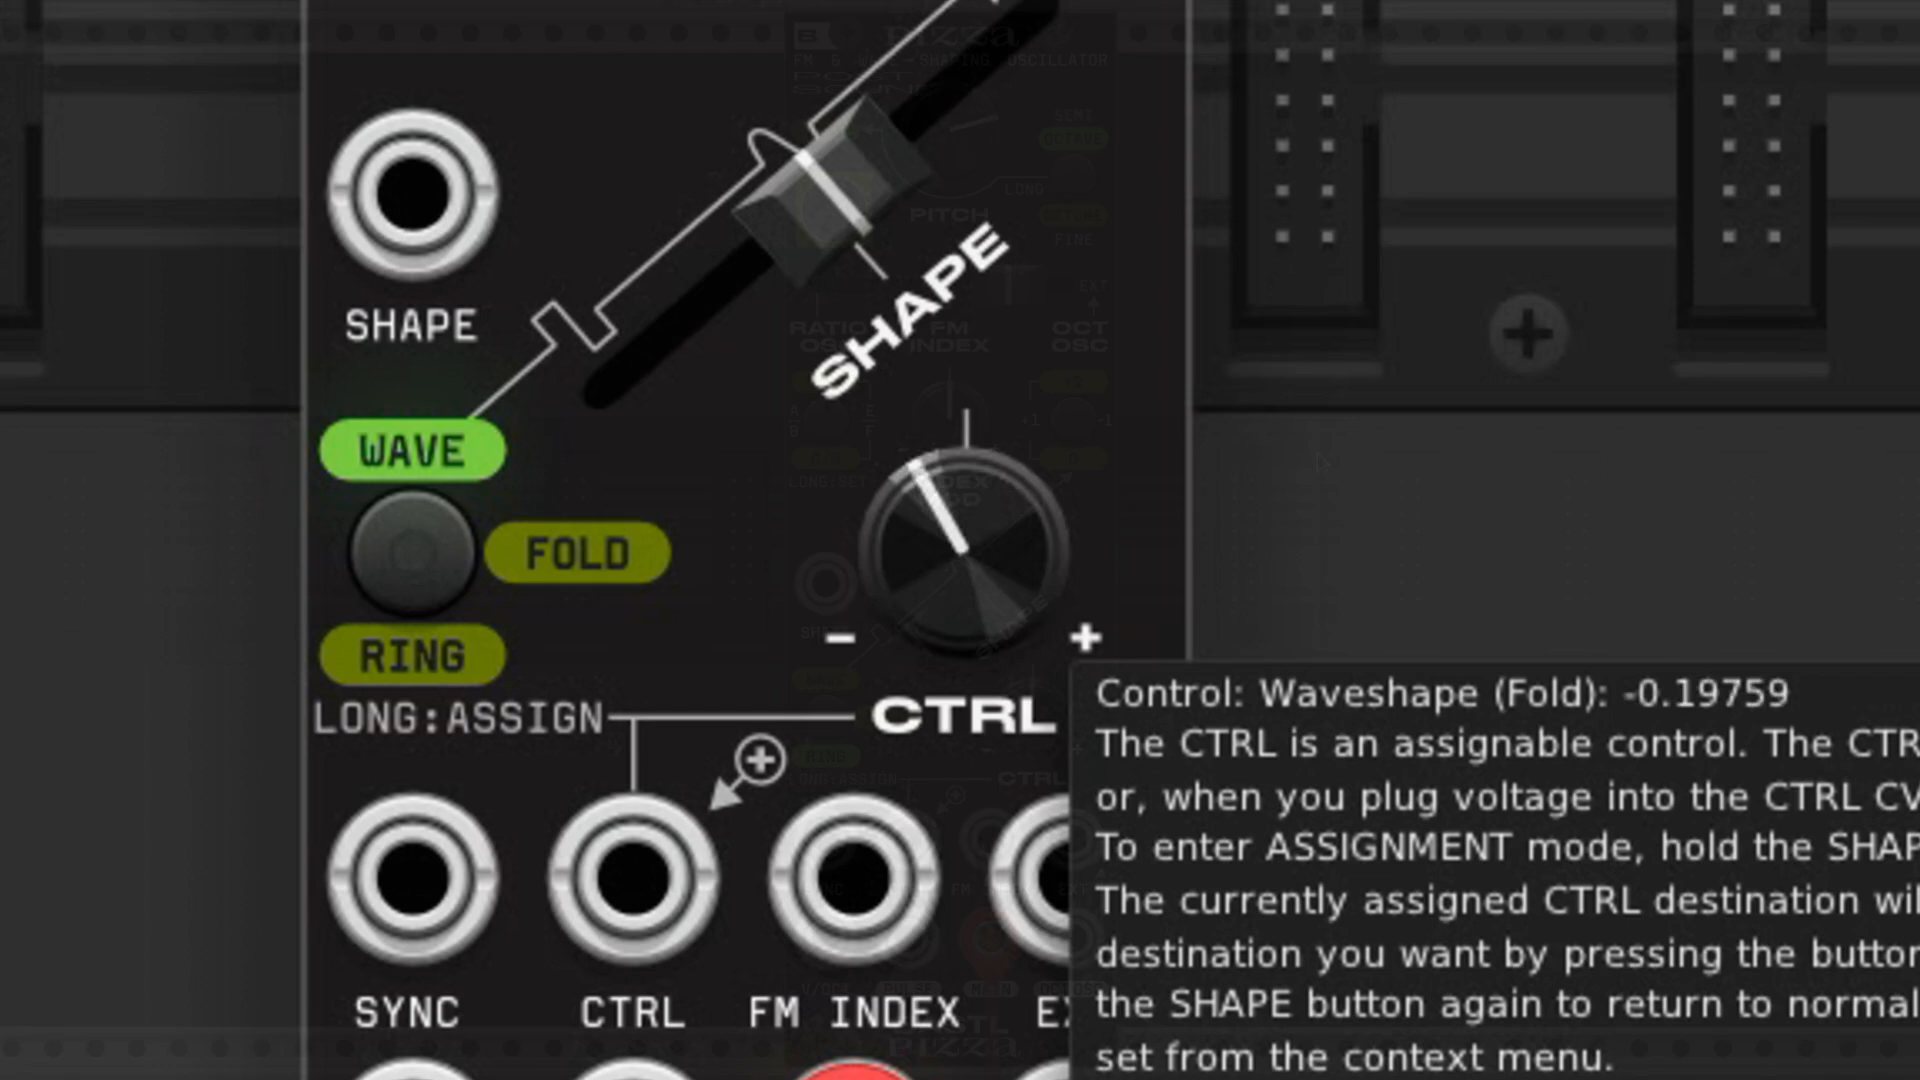 SHAPE
SHAPE
WAVE
FOLD
RING
LONG:ASSIGN
- +
CTRL
SYNC
CTRL
FM INDEX
Control: Waveshape (Fold): -0.19759
The CTRL is an assignable control. The CTR
or, when you plug voltage into the CTRL CV
To enter ASSIGNMENT mode, hold the SHAP
The currently assigned CTRL destination wil
destination you want by pressing the button
the SHAPE button again to return to normal
set from the context menu.